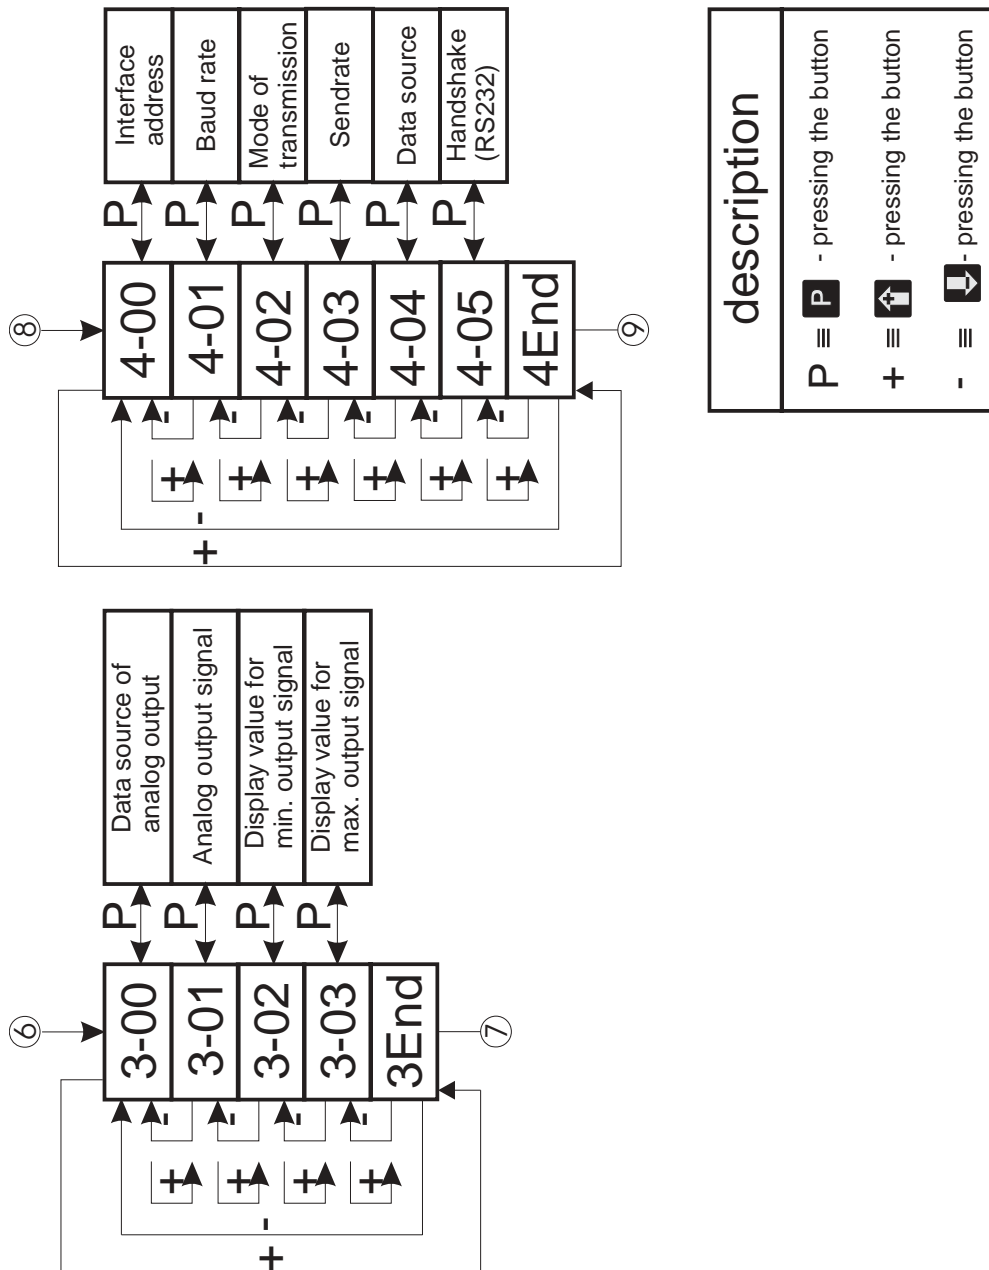 8
4-00
P
Interface
address
4-01
P
Baud rate
4-02
P
Mode of
transmission
4-03
P
Sendrate
4-04
P
Data source
4-05
P
Handshake
(RS232)
4End
9
+ -
+ -
+ -
+ -
+ -
+ -
+ -
6
3-00
P
Data source of
analog output
3-01
P
Analog output signal
3-02
P
Display value for
min. output signal
3-03
P
Display value for
max. output signal
3End
7
+ -
+ -
+ -
+ -
+ -
description
P ≡ P - pressing the button
+ ≡ + - pressing the button
- ≡ - - pressing the button